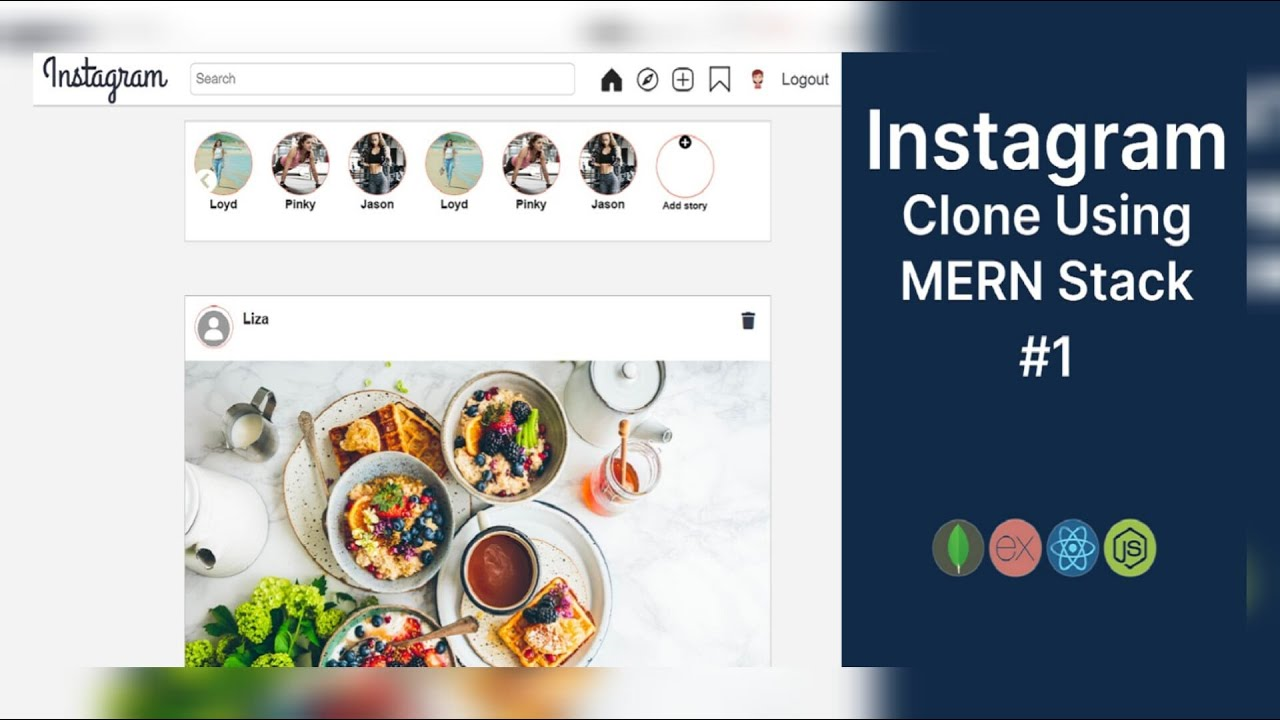 Instagram
Search
Logout
Loyd
Pinky
Jason
Loyd
Pinky
Jason
Add story
Liza
Instagram
Clone Using
MERN Stack
#1
ex
JS